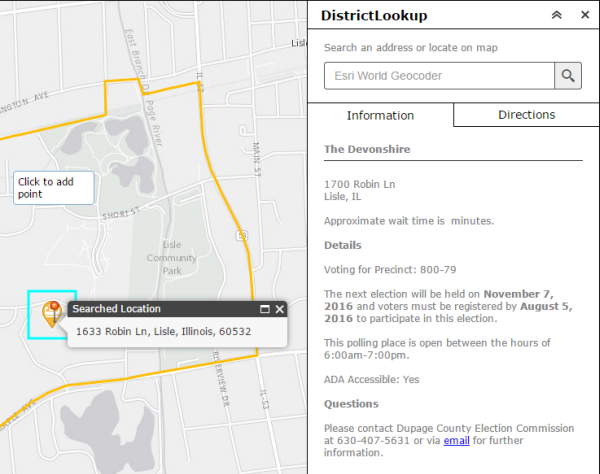 DistrictLookup
Search an address or locate on map
Esri World Geocoder
Information
Directions
The Devonshire
1700 Robin Ln
Lisle, IL
Approximate wait time is  minutes.
Details
Voting for Precinct: 800-79
The next election will be held on November 7,
2016 and voters must be registered by August 5,
2016 to participate in this election.
This polling place is open between the hours of
6:00am-7:00pm.
ADA Accessible: Yes
Questions
Please contact Dupage County Election Commission
at 630-407-5631 or via email for further
information.
East Branch Du Page River
IL-53
Lisle
NGTON AVE
MAIN ST
Click to add
point
SHORT ST
Lisle
Community
Park
53
Searched Location
1633 Robin Ln, Lisle, Illinois, 60532
RIVERVIEW DR
IL-53
MAPLE AVE